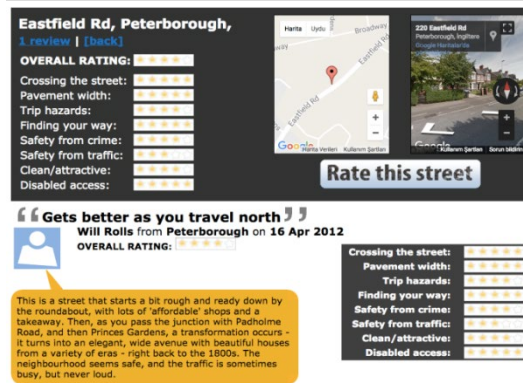 Eastfield Rd, Peterborough,
1 review | [back]
OVERALL RATING:
Crossing the street:
Pavement width:
Trip hazards:
Finding your way:
Safety from crime:
Safety from traffic:
Clean/attractive:
Disabled access:
Harita Uydu
Broadway
Eastfield Rd
Eastfield Rd
Google
Harita Verileri Kullanım Şartları
220 Eastfield Rd
Peterborough, İngiltere
Google Haritalar'da
Google
Kullanım Şartları Sorun bildirin
Rate this street
“Gets better as you travel north”
Will Rolls from Peterborough on 16 Apr 2012
OVERALL RATING:
This is a street that starts a bit rough and ready down by
the roundabout, with lots of 'affordable' shops and a
takeaway. Then, as you pass the junction with Padholme
Road, and then Princes Gardens, a transformation occurs -
it turns into an elegant, wide avenue with beautiful houses
from a variety of eras - right back to the 1800s. The
neighbourhood seems safe, and the traffic is sometimes
busy, but never loud.
Crossing the street:
Pavement width:
Trip hazards:
Finding your way:
Safety from crime:
Safety from traffic:
Clean/attractive:
Disabled access: